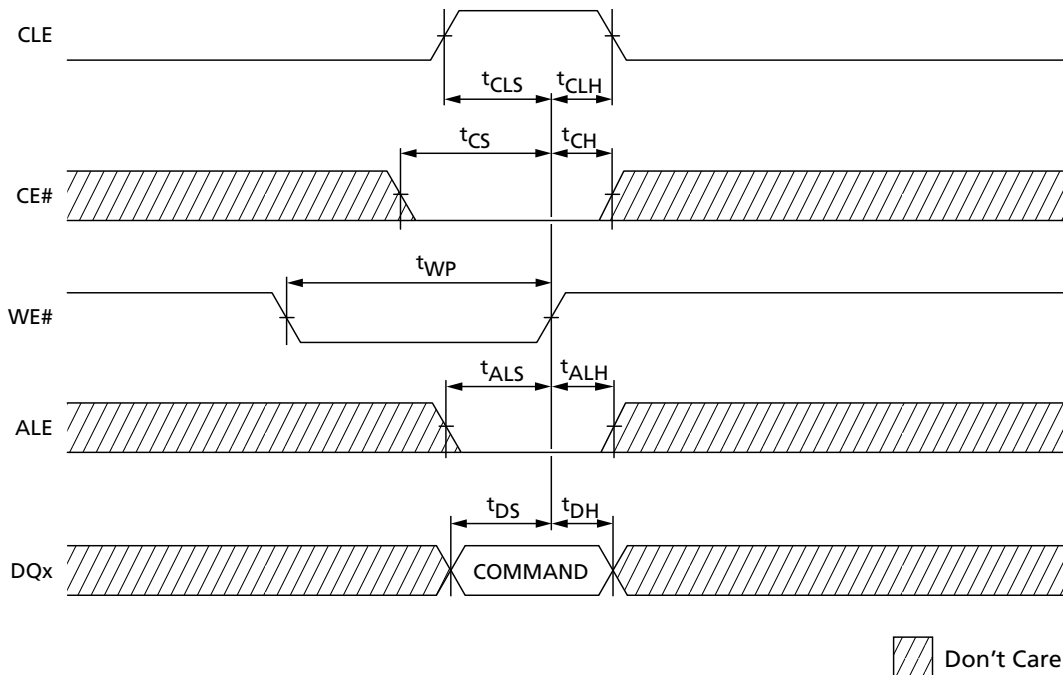 CLE
tCLS
tCLH
tCS
tCH
CE#
tWP
WE#
tALS
tALH
ALE
tDS
tDH
DQx
COMMAND
Don't Care